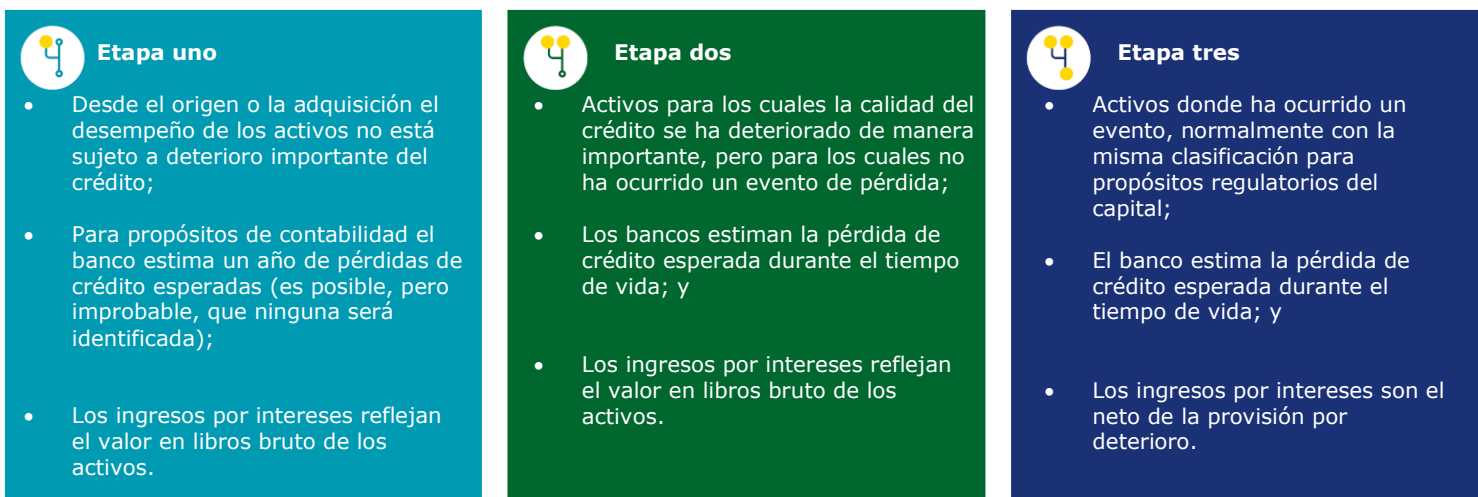 Etapa uno
• Desde el origen o la adquisición el
desempeño de los activos no está
sujeto a deterioro importante del
crédito;
• Para propósitos de contabilidad el
banco estima un año de pérdidas de
crédito esperadas (es posible, pero
improbable, que ninguna será
identificada);
• Los ingresos por intereses reflejan
el valor en libros bruto de los
activos.
Etapa dos
• Activos para los cuales la calidad del
crédito se ha deteriorado de manera
importante, pero para los cuales no
ha ocurrido un evento de pérdida;
• Los bancos estiman la pérdida de
crédito esperada durante el tiempo
de vida; y
• Los ingresos por intereses reflejan
el valor en libros bruto de los
activos.
Etapa tres
• Activos donde ha ocurrido un
evento, normalmente con la
misma clasificación para
propósitos regulatorios del
capital;
• El banco estima la pérdida de
crédito esperada durante el
tiempo de vida; y
• Los ingresos por intereses son el
neto de la provisión por
deterioro.